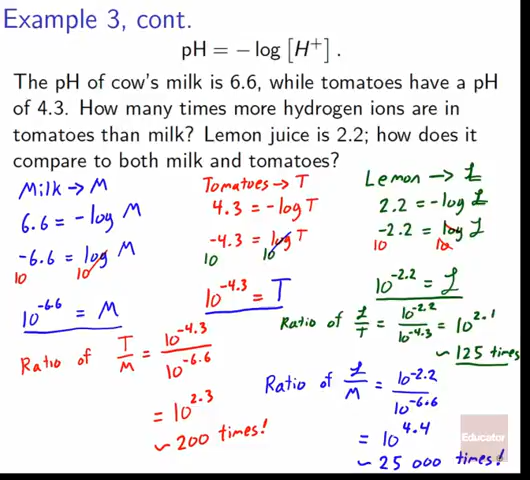 Example 3, cont.
pH = − log [H⁺] .
The pH of cow's milk is 6.6, while tomatoes have a pH
of 4.3. How many times more hydrogen ions are in
tomatoes than milk? Lemon juice is 2.2; how does it
compare to both milk and tomatoes?
Milk → M
6.6 = −log M
-6.6 = log M
10 10
10^-6.6 = M
Tomatoes → T
4.3 = −log T
-4.3 = log T
10 10
10^-4.3 = T
Lemon → L
2.2 = −log L
-2.2 = log L
10 10
10^-2.2 = L
Ratio of T/M = 10^-4.3/10^-6.6
= 10^2.3
~ 200 times!
Ratio of L/T = 10^-2.2/10^-4.3 = 10^2.1
~ 125 times
Ratio of L/M = 10^-2.2/10^-6.6
= 10^4.4
~ 25 000 times!
Educator